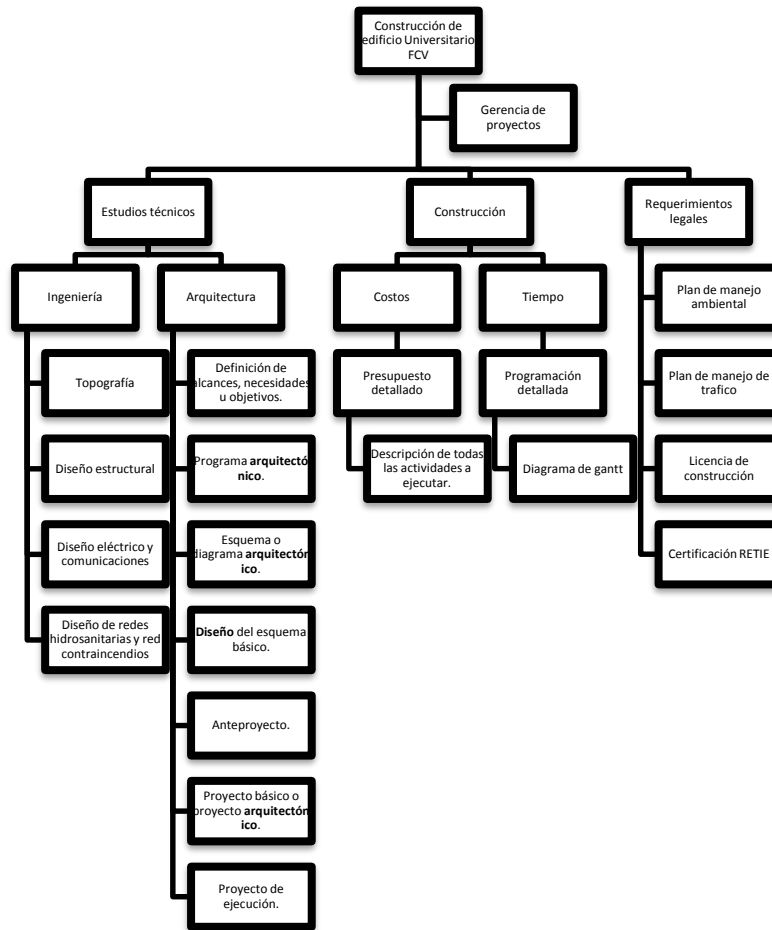 Construcción de
edificio Universitario
FCV
Gerencia de
proyectos
Estudios técnicos
Construcción
Requerimientos
legales
Ingeniería
Arquitectura
Costos
Tiempo
Plan de manejo
ambiental
Topografía
Definición de
alcances, necesidades
u objetivos.
Presupuesto
detallado
Programación
detallada
Plan de manejo de
trafico
Diseño estructural
Programa arquitectó
nico.
Descripción de todas
las actividades a
ejecutar.
Diagrama de gantt
Licencia de
construcción
Diseño eléctrico y
comunicaciones
Esquema o
diagrama arquitectón
ico.
Certificación RETIE
Diseño de redes
hidrosanitarias y red
contraincendios
Diseño del esquema
básico.
Anteproyecto.
Proyecto básico o
proyecto arquitectón
ico.
Proyecto de
ejecución.